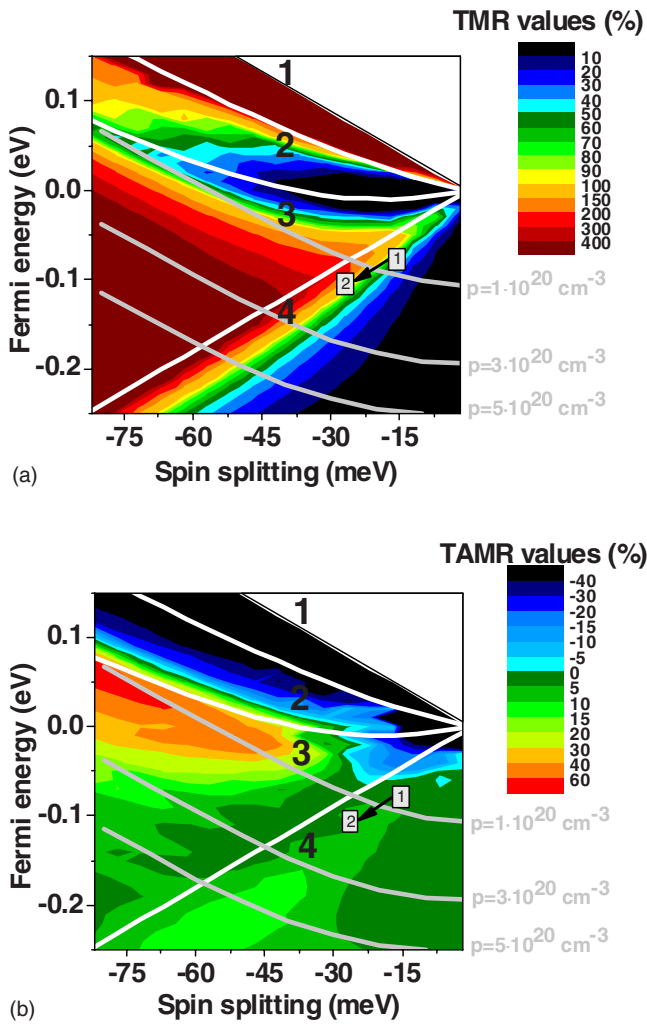 TMR values (%)
10
20
30
40
60
70
80
90
100
200
400
0.1
0.0
-0.1
-0.2
Fermi energy (eV)
1
2
3
4
1
2
p=1·10²⁰ cm⁻³
p=3·10²⁰ cm⁻³
p=5·10²⁰ cm⁻³
-75 -60 -45 -30 -15
Spin splitting (meV)
(a)
TAMR values (%)
-40
-30
-20
-15
-10
-5
0
5
10
15
20
30
40
60
0.1
0.0
-0.1
-0.2
Fermi energy (eV)
1
2
3
4
1
2
p=1·10²⁰ cm⁻³
p=3·10²⁰ cm⁻³
p=5·10²⁰ cm⁻³
-75 -60 -45 -30 -15
Spin splitting (meV)
(b)